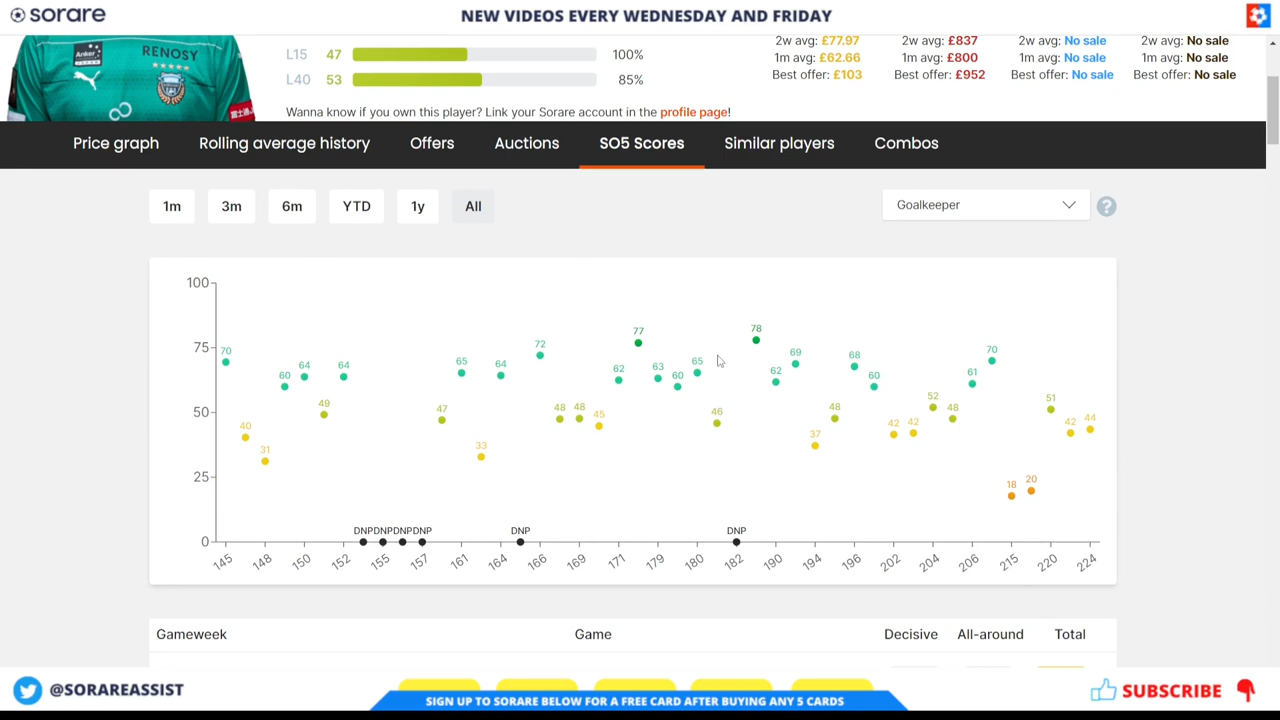 sorare
NEW VIDEOS EVERY WEDNESDAY AND FRIDAY
Anker
RENOSY
L15 47 100%
L40 53 85%
2w avg: £77.97
1m avg: £62.66
Best offer: £103
2w avg: £837
1m avg: £800
Best offer: £952
2w avg: No sale
1m avg: No sale
Best offer: No sale
2w avg: No sale
1m avg: No sale
Best offer: No sale
Wanna know if you own this player? Link your Sorare account in the profile page!
Price graph Rolling average history Offers Auctions SO5 Scores Similar players Combos
1m 3m 6m YTD 1y All Goalkeeper ?
100
75
50
25
0
70 40 31 60 64 49 64 DNP DNP DNP DNP 47 65 33 64 DNP 72 48 48 45 62 77 63 60 65 46 DNP 78 62 69 37 48 68 60 42 42 52 48 61 70 18 20 51 42 44
145 148 150 152 155 157 161 164 166 169 171 179 180 182 190 194 196 202 204 206 215 220 224
Gameweek Game Decisive All-around Total
@SORAREASSIST
SIGN UP TO SORARE BELOW FOR A FREE CARD AFTER BUYING ANY 5 CARDS
SUBSCRIBE